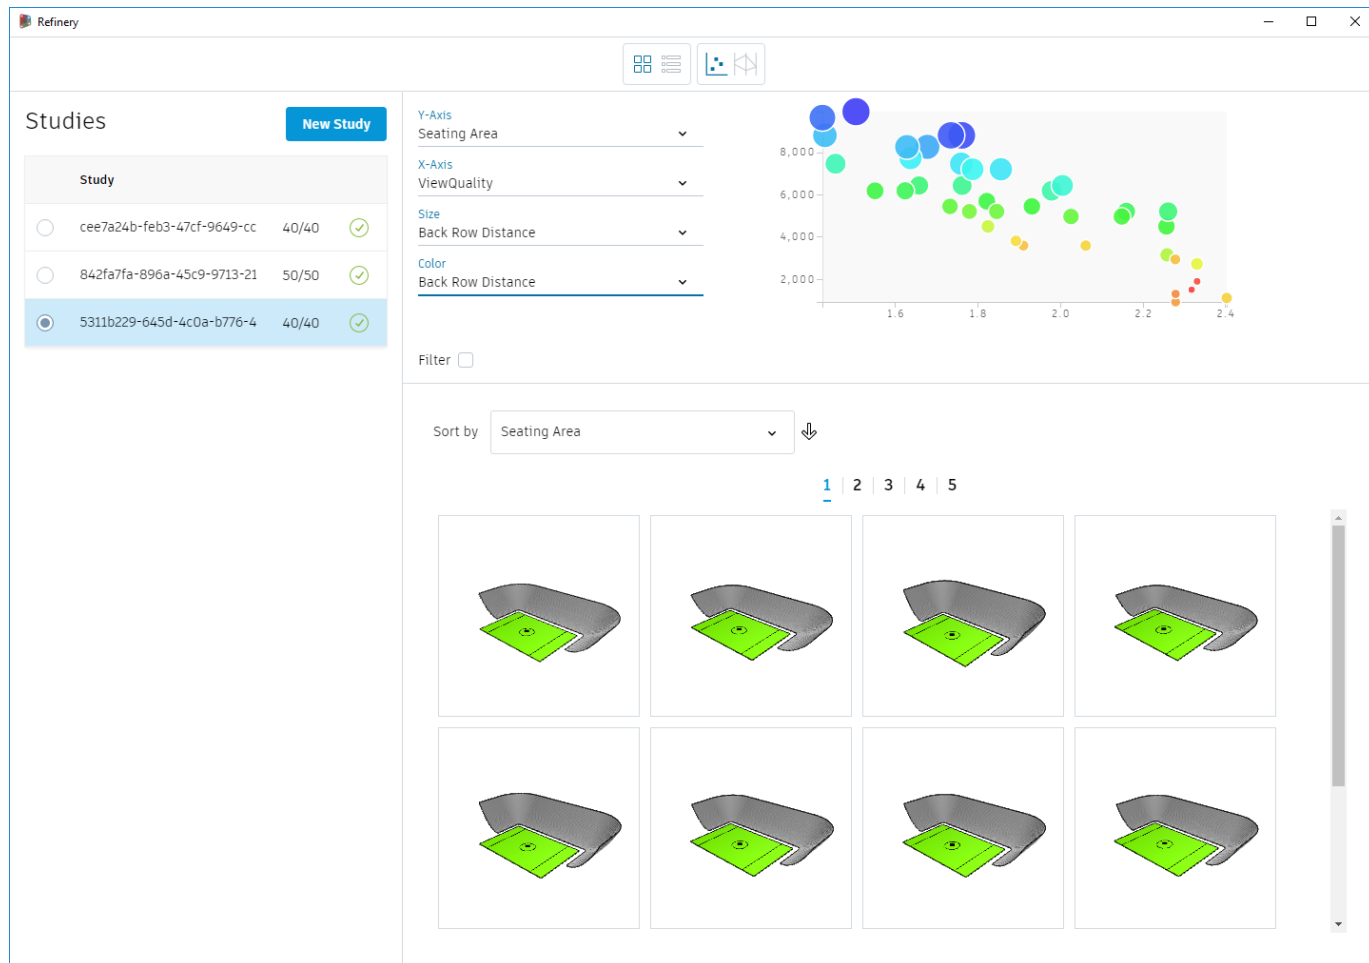 Refinery
Studies
New Study
Study
cee7a24b-feb3-47cf-9649-cc 40/40
842fa7fa-896a-45c9-9713-21 50/50
5311b229-645d-4c0a-b776-4 40/40
Y-Axis
Seating Area
X-Axis
ViewQuality
Size
Back Row Distance
Color
Back Row Distance
8,000
6,000
4,000
2,000
1.6 1.8 2.0 2.2 2.4
Filter
Sort by Seating Area
1 2 3 4 5